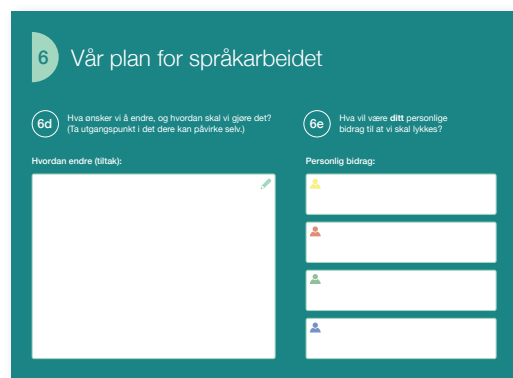 6 Vår plan for språkarbeidet
6d Hva ønsker vi å endre, og hvordan skal vi gjøre det?
(Ta utgangspunkt i det dere kan påvirke selv.)
Hvordan endre (tiltak):
6e Hva vil være ditt personlige
bidrag til at vi skal lykkes?
Personlig bidrag: